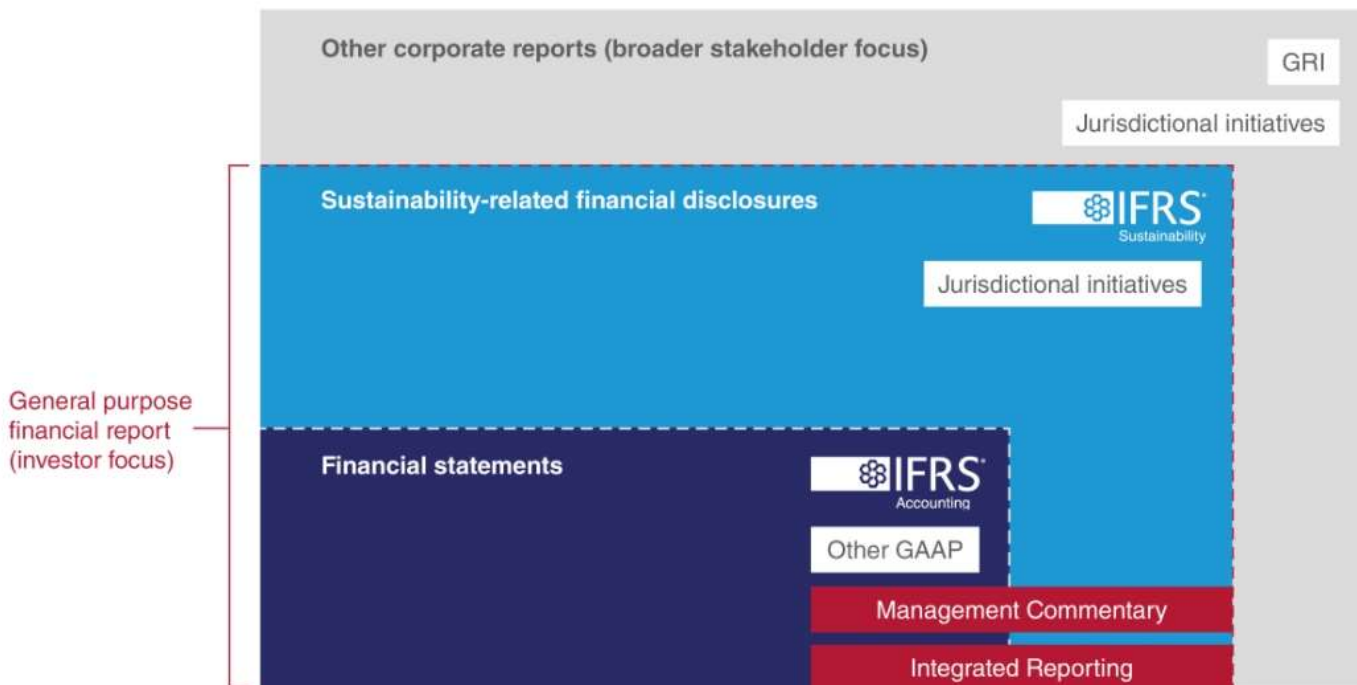 Other corporate reports (broader stakeholder focus)
GRI
Jurisdictional initiatives
Sustainability-related financial disclosures
IFRS®
Sustainability
Jurisdictional initiatives
General purpose
financial report
(investor focus)
Financial statements
IFRS®
Accounting
Other GAAP
Management Commentary
Integrated Reporting